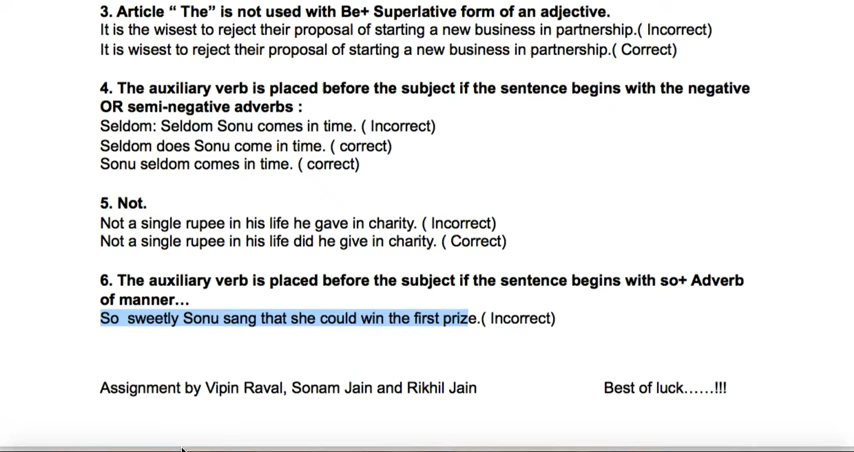 3. Article “ The” is not used with Be+ Superlative form of an adjective.
It is the wisest to reject their proposal of starting a new business in partnership.( Incorrect)
It is wisest to reject their proposal of starting a new business in partnership.( Correct)
4. The auxiliary verb is placed before the subject if the sentence begins with the negative
OR semi-negative adverbs :
Seldom: Seldom Sonu comes in time. ( Incorrect)
Seldom does Sonu come in time. ( correct)
Sonu seldom comes in time. ( correct)
5. Not.
Not a single rupee in his life he gave in charity. ( Incorrect)
Not a single rupee in his life did he give in charity. ( Correct)
6. The auxiliary verb is placed before the subject if the sentence begins with so+ Adverb
of manner...
So  sweetly Sonu sang that she could win the first prize.( Incorrect)
Assignment by Vipin Raval, Sonam Jain and Rikhil Jain Best of luck……!!!